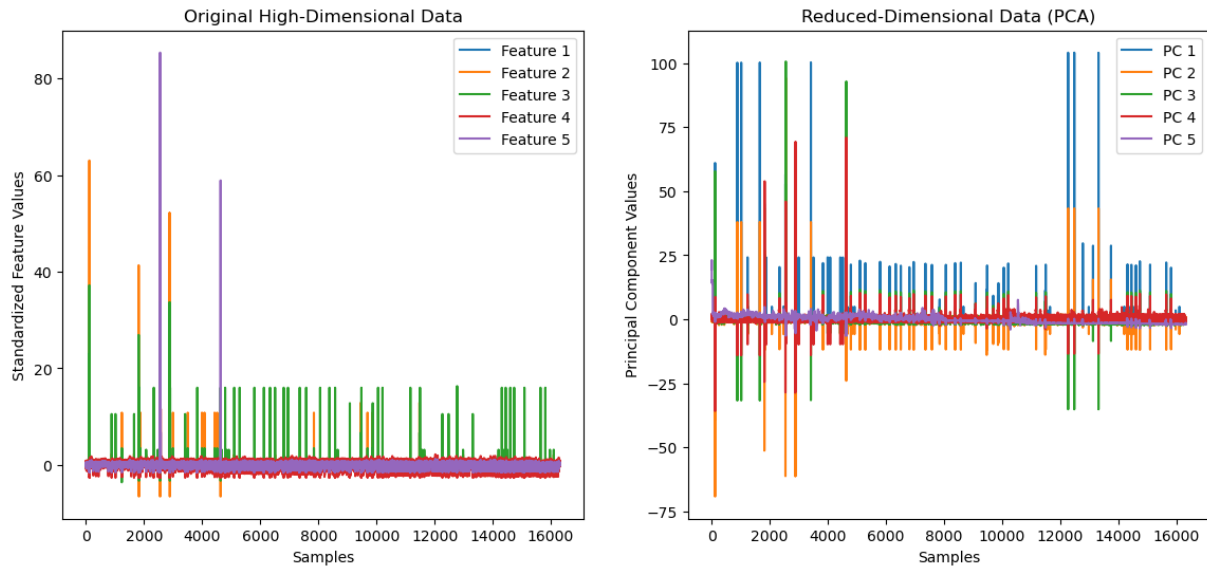 Original High-Dimensional Data
Standardized Feature Values
80
60
40
20
0
Feature 1
Feature 2
Feature 3
Feature 4
Feature 5
0 2000 4000 6000 8000 10000 12000 14000 16000
Samples
Reduced-Dimensional Data (PCA)
Principal Component Values
100
75
50
25
0
−25
−50
−75
PC 1
PC 2
PC 3
PC 4
PC 5
0 2000 4000 6000 8000 10000 12000 14000 16000
Samples